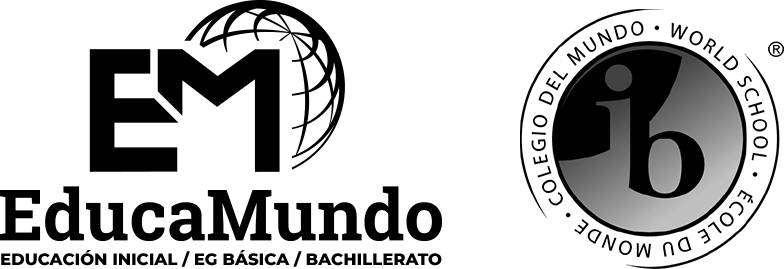 EM
EducaMundo
EDUCACIÓN INICIAL / EG BÁSICA / BACHILLERATO
COLEGIO DEL MUNDO · WORLD SCHOOL · ÉCOLE DU MONDE ·
ib
®